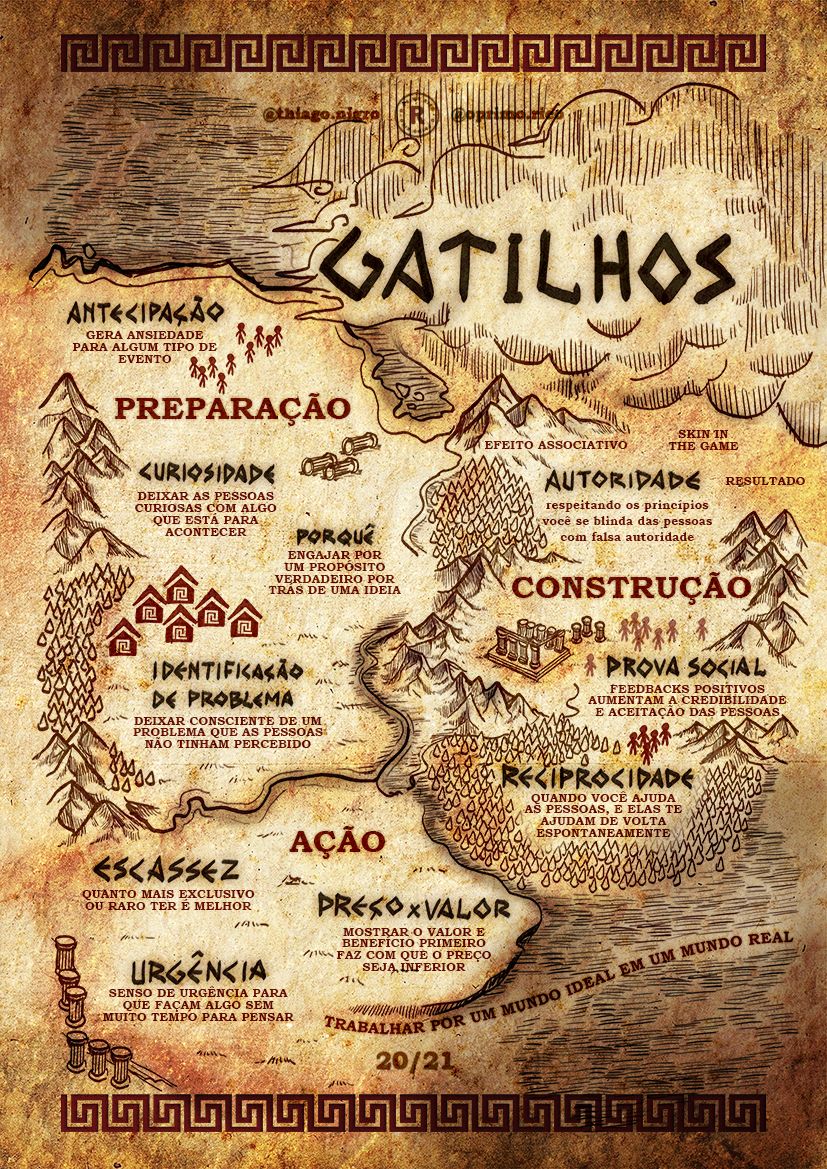 @thiago.nigro R @oprimo.rico
GATILHOS
ANTECIPAÇÃO
GERA ANSIEDADE
PARA ALGUM TIPO DE
EVENTO
PREPARAÇÃO
CURIOSIDADE
DEIXAR AS PESSOAS
CURIOSAS COM ALGO
QUE ESTÁ PARA
ACONTECER
PORQUÊ
ENGAJAR POR
UM PROPÓSITO
VERDADEIRO POR
TRÁS DE UMA IDEIA
IDENTIFICAÇÃO
DE PROBLEMA
DEIXAR CONSCIENTE DE UM
PROBLEMA QUE AS PESSOAS
NÃO TINHAM PERCEBIDO
EFEITO ASSOCIATIVO
SKIN IN
THE GAME
AUTORIDADE
RESULTADO
respeitando os princípios
você se blinda das pessoas
com falsa autoridade
CONSTRUÇÃO
PROVA SOCIAL
FEEDBACKS POSITIVOS
AUMENTAM A CREDIBILIDADE
E ACEITAÇÃO DAS PESSOAS
RECIPROCIDADE
QUANDO VOCÊ AJUDA
AS PESSOAS, E ELAS TE
AJUDAM DE VOLTA
ESPONTANEAMENTE
AÇÃO
ESCASSEZ
QUANTO MAIS EXCLUSIVO
OU RARO TER É MELHOR
PREÇO x VALOR
MOSTRAR O VALOR E
BENEFÍCIO PRIMEIRO
FAZ COM QUE O PREÇO
SEJA INFERIOR
URGÊNCIA
SENSO DE URGÊNCIA PARA
QUE FAÇAM ALGO SEM
MUITO TEMPO PARA PENSAR
TRABALHAR POR UM MUNDO IDEAL EM UM MUNDO REAL
20/21